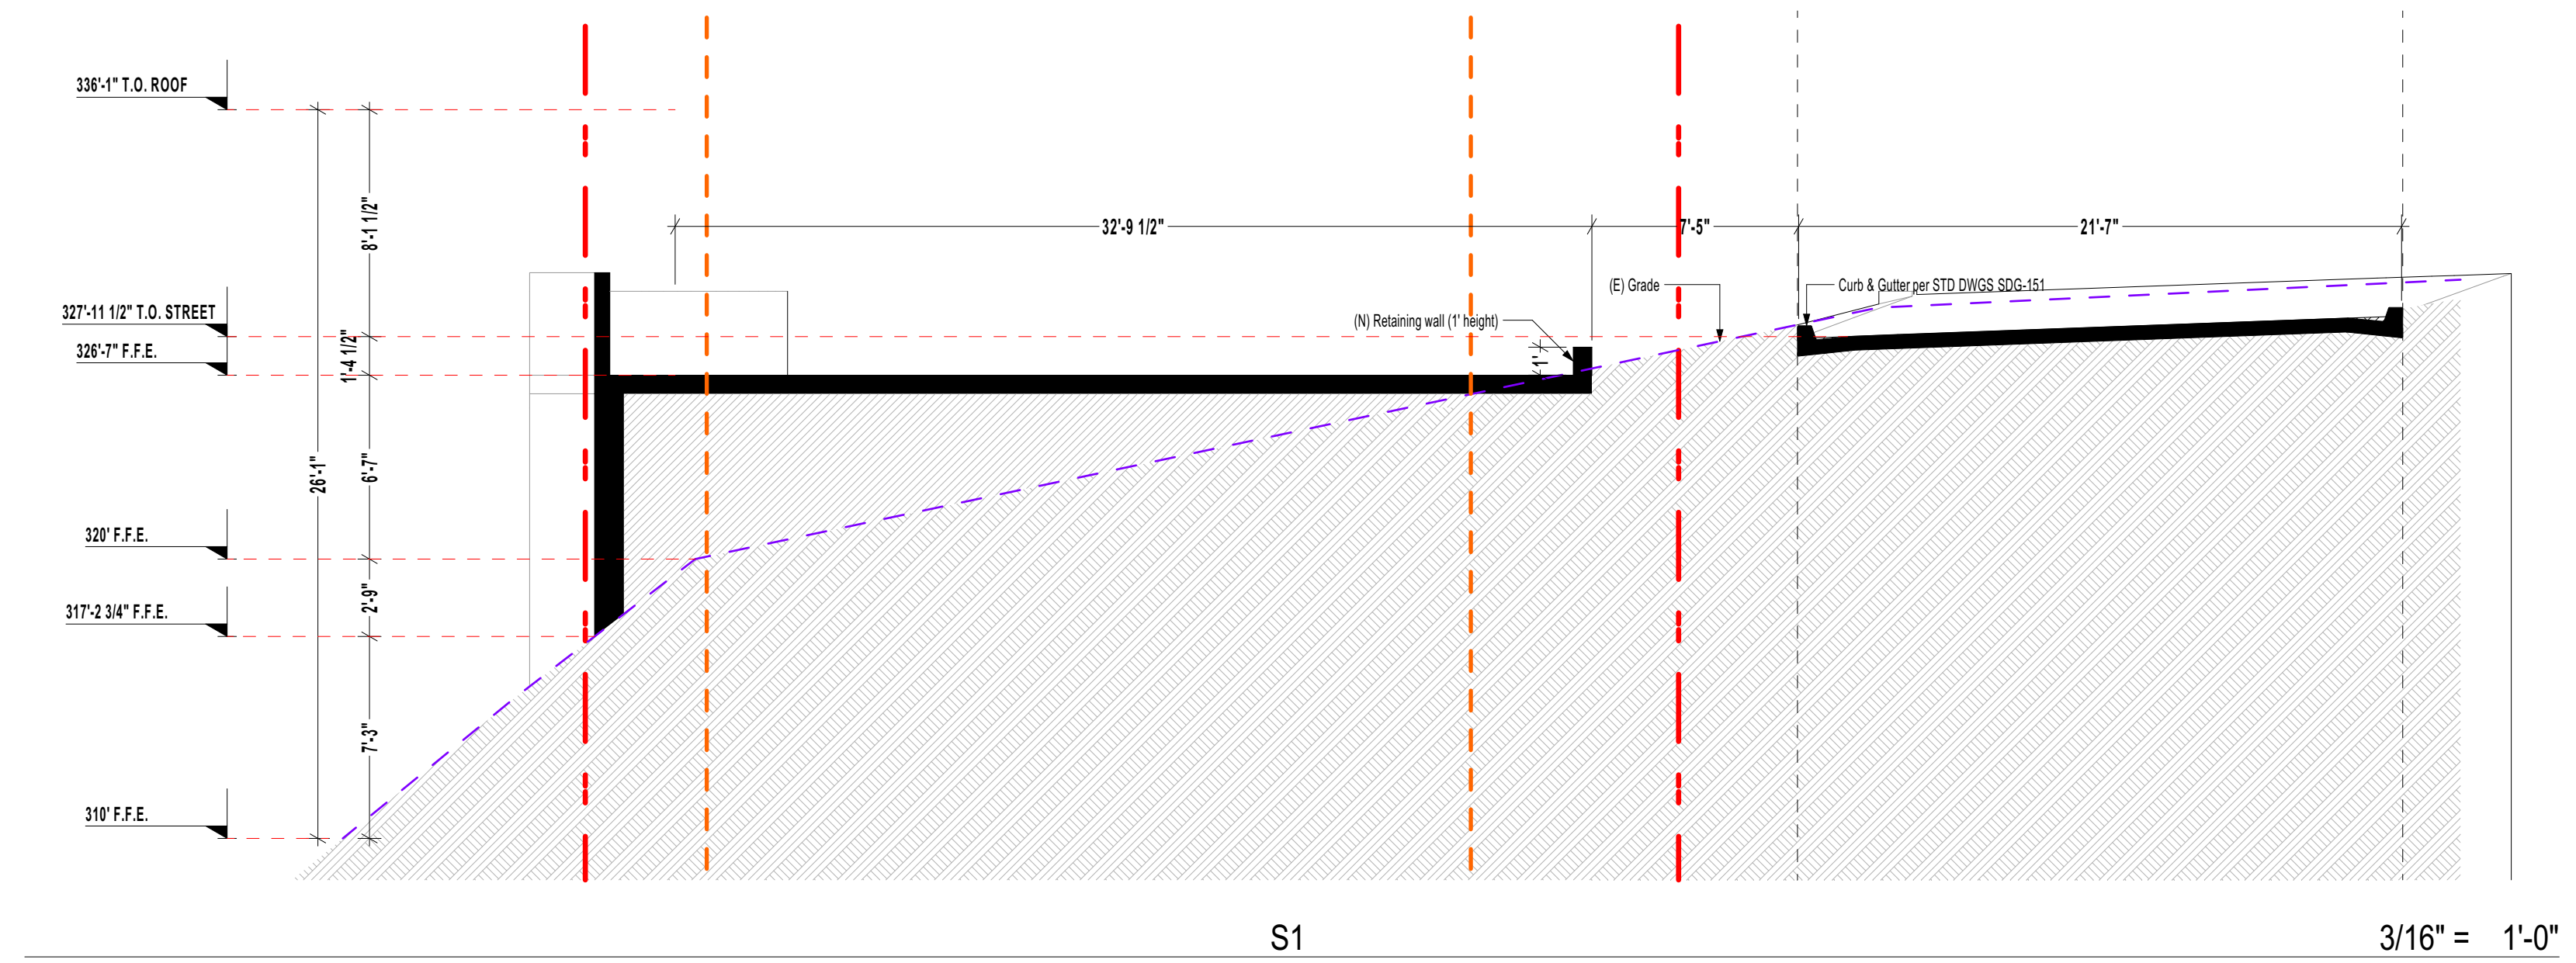 336'-1" T.O. ROOF
8'-1 1/2"
32'-9 1/2"
7'-5"
21'-7"
(E) Grade
Curb & Gutter per STD DWGS SDG-151
327'-11 1/2" T.O. STREET
(N) Retaining wall (1' height)
326'-7" F.F.E.
1'-4 1/2"
1'
26'-1"
6'-7"
320' F.F.E.
2'-9"
317'-2 3/4" F.F.E.
7'-3"
310' F.F.E.
S1
3/16" = 1'-0"